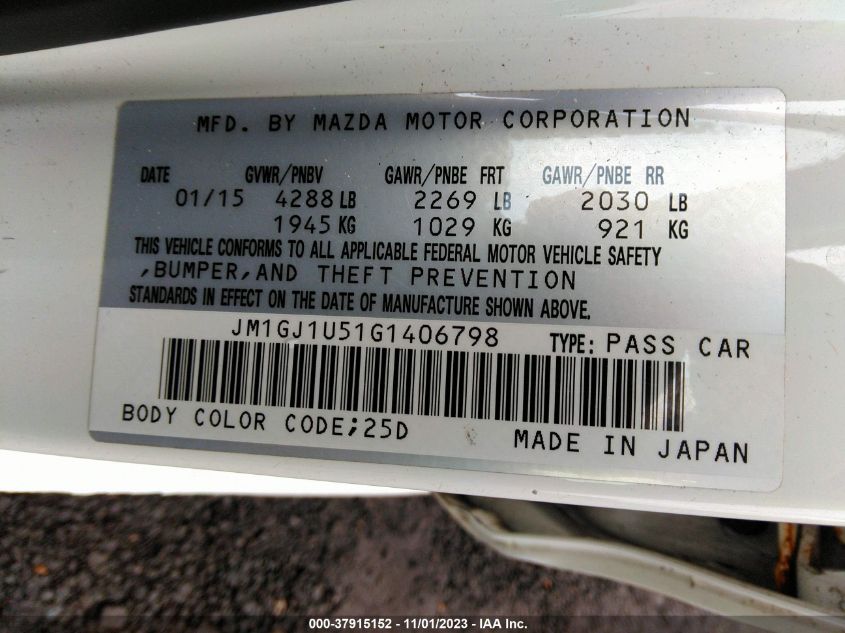 MFD. BY MAZDA MOTOR CORPORATION
DATE GVWR/PNBV GAWR/PNBE FRT GAWR/PNBE RR
01/15 4288 LB 2269 LB 2030 LB
1945 KG 1029 KG 921 KG
THIS VEHICLE CONFORMS TO ALL APPLICABLE FEDERAL MOTOR VEHICLE SAFETY
,BUMPER,AND THEFT PREVENTION
STANDARDS IN EFFECT ON THE DATE OF MANUFACTURE SHOWN ABOVE.
JM1GJ1U51G1406798 TYPE: PASS CAR
BODY COLOR CODE;25D MADE IN JAPAN
000-37915152 - 11/01/2023 - IAA Inc.